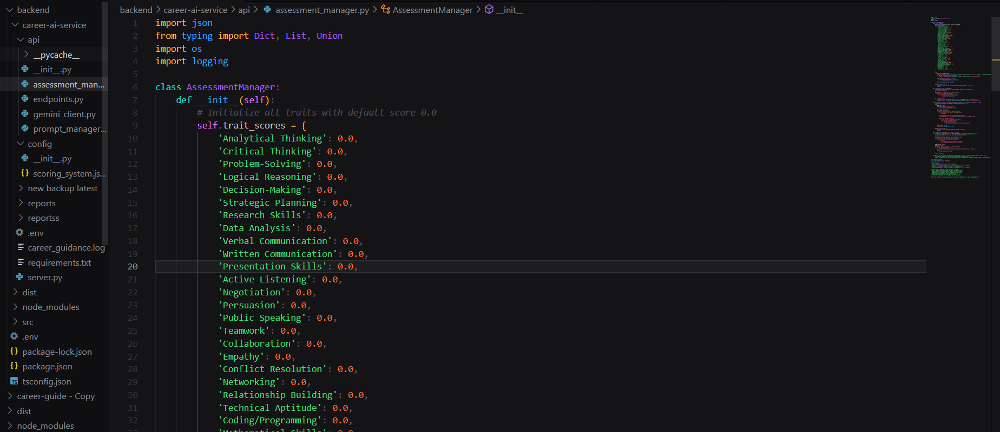 backend
career-ai-service
api
__pycache__
__init__.py
assessment_man...
endpoints.py
gemini_client.py
prompt_manager...
config
__init__.py
scoring_system.js...
new backup latest
reports
reportss
.env
career_guidance.log
requirements.txt
server.py
dist
node_modules
src
.env
package-lock.json
package.json
tsconfig.json
career-guide - Copy
dist
node_modules
backend > career-ai-service > api > assessment_manager.py > AssessmentManager > __init__
1 import json
2 from typing import Dict, List, Union
3 import os
4 import logging
5
6 class AssessmentManager:
7 def __init__(self):
8 # Initialize all traits with default score 0.0
9 self.trait_scores = {
10 'Analytical Thinking': 0.0,
11 'Critical Thinking': 0.0,
12 'Problem-Solving': 0.0,
13 'Logical Reasoning': 0.0,
14 'Decision-Making': 0.0,
15 'Strategic Planning': 0.0,
16 'Research Skills': 0.0,
17 'Data Analysis': 0.0,
18 'Verbal Communication': 0.0,
19 'Written Communication': 0.0,
20 'Presentation Skills': 0.0,
21 'Active Listening': 0.0,
22 'Negotiation': 0.0,
23 'Persuasion': 0.0,
24 'Public Speaking': 0.0,
25 'Teamwork': 0.0,
26 'Collaboration': 0.0,
27 'Empathy': 0.0,
28 'Conflict Resolution': 0.0,
29 'Networking': 0.0,
30 'Relationship Building': 0.0,
31 'Technical Aptitude': 0.0,
32 'Coding/Programming': 0.0,
33 'Mathematical Skills': 0.0,